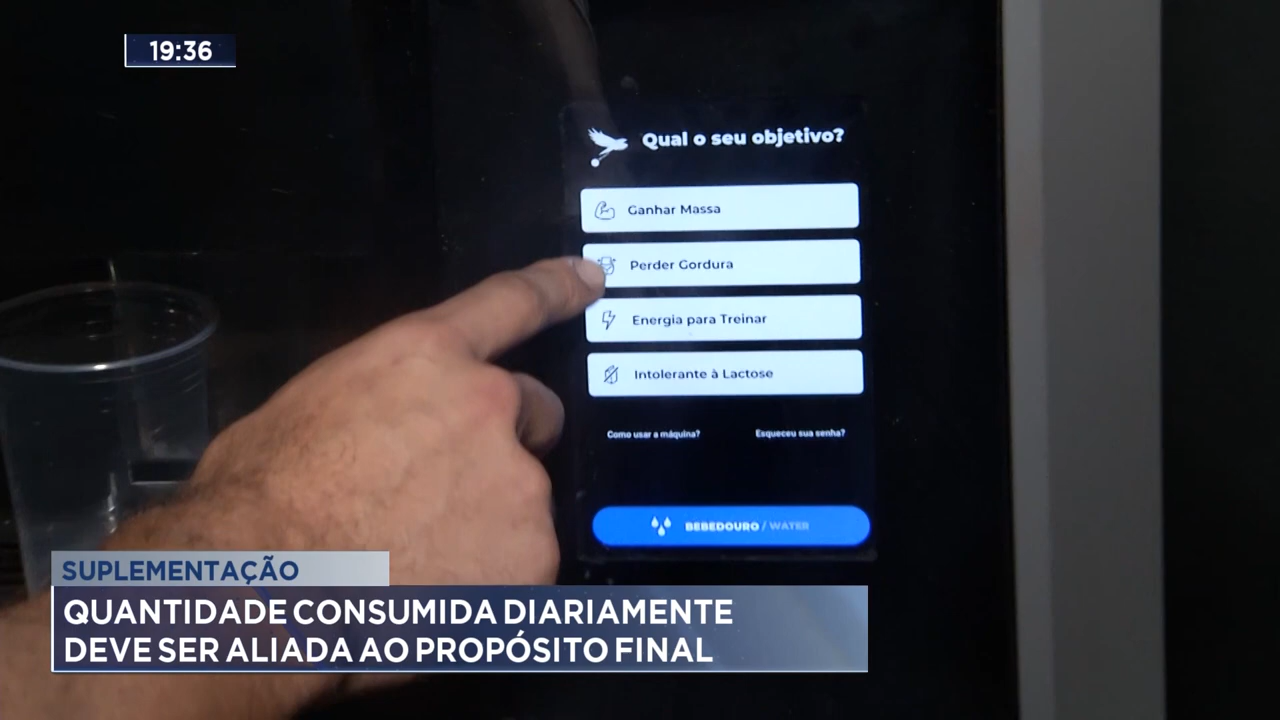 19:36
Qual o seu objetivo?
Ganhar Massa
Perder Gordura
Energia para Treinar
Intolerante à Lactose
Como usar a máquina? Esqueceu sua senha?
BEBEDOURO / WATER
SUPLEMENTAÇÃO
QUANTIDADE CONSUMIDA DIARIAMENTE
DEVE SER ALIADA AO PROPÓSITO FINAL